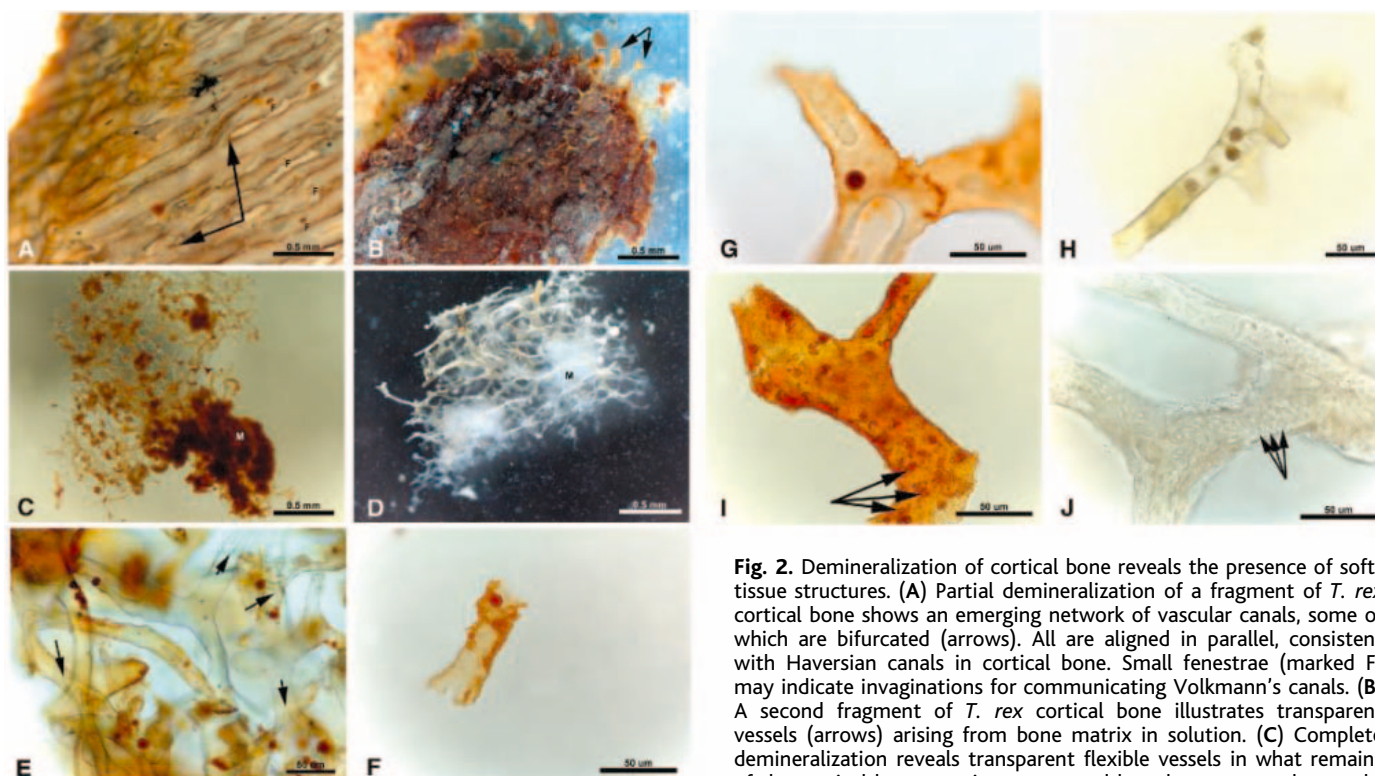 F
F
F
F
A
0.5 mm
B
0.5 mm
G
50 um
H
50 um
M
C
0.5 mm
M
D
0.5 mm
I
50 um
J
50 um
E
50 um
F
50 um
Fig. 2. Demineralization of cortical bone reveals the presence of soft-
tissue structures. (A) Partial demineralization of a fragment of T. rex
cortical bone shows an emerging network of vascular canals, some o
which are bifurcated (arrows). All are aligned in parallel, consisten
with Haversian canals in cortical bone. Small fenestrae (marked F
may indicate invaginations for communicating Volkmann's canals. (B
A second fragment of T. rex cortical bone illustrates transparen
vessels (arrows) arising from bone matrix in solution. (C) Complete
demineralization reveals transparent flexible vessels in what remain